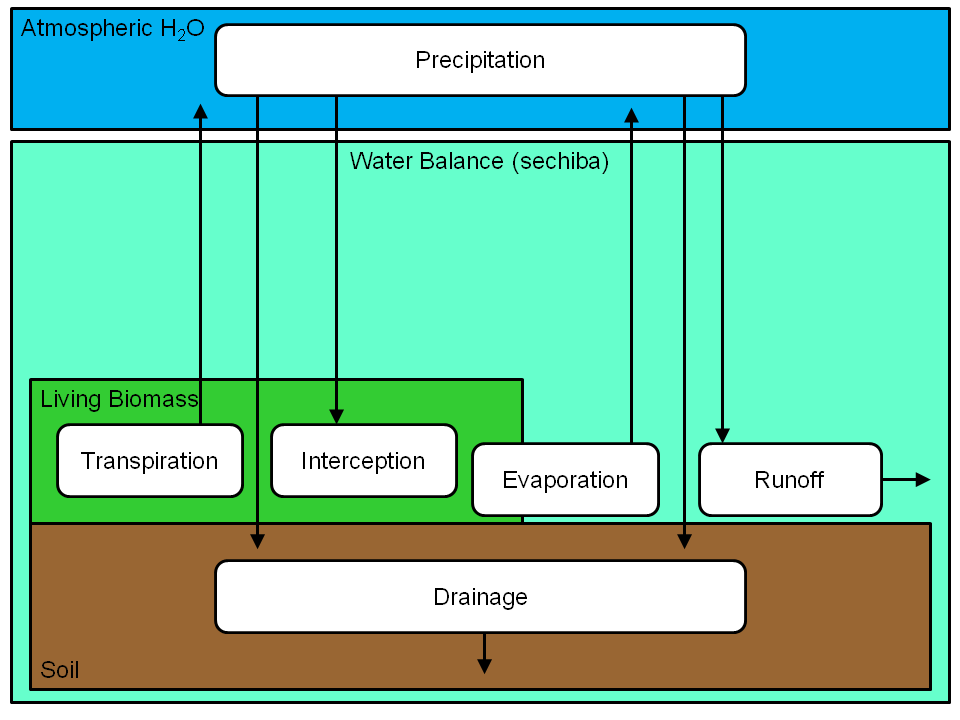 Atmospheric H₂O
Precipitation
Water Balance (sechiba)
Living Biomass
Transpiration
Interception
Evaporation
Runoff
Drainage
Soil